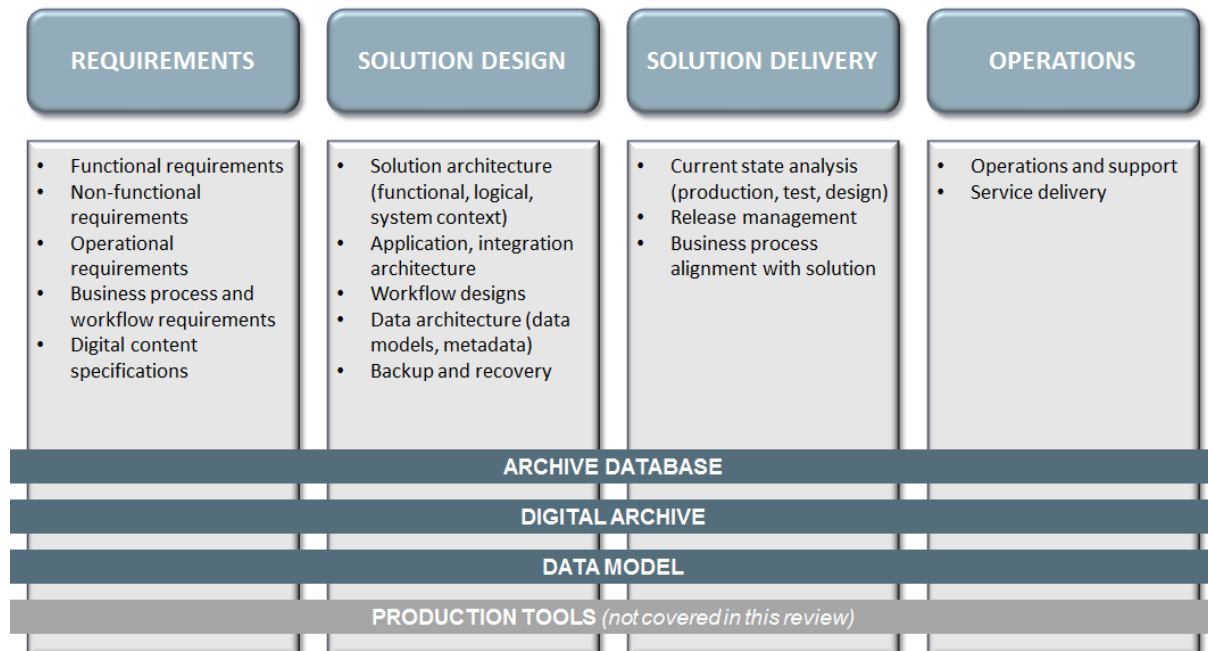 REQUIREMENTS
SOLUTION DESIGN
SOLUTION DELIVERY
OPERATIONS
• Functional requirements
• Non-functional
requirements
• Operational
requirements
• Business process and
workflow requirements
• Digital content
specifications
• Solution architecture
(functional, logical,
system context)
• Application, integration
architecture
• Workflow designs
• Data architecture (data
models, metadata)
• Backup and recovery
• Current state analysis
(production, test, design)
• Release management
• Business process
alignment with solution
• Operations and support
• Service delivery
ARCHIVE DATABASE
DIGITAL ARCHIVE
DATA MODEL
PRODUCTION TOOLS (not covered in this review)